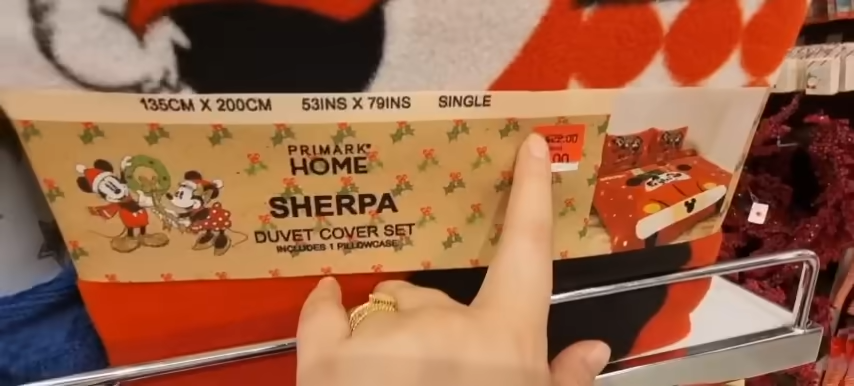 135CM X 200CM 53INS X 79INS SINGLE
PRIMARK®
HOME
SHERPA
DUVET COVER SET
INCLUDES 1 PILLOWCASE